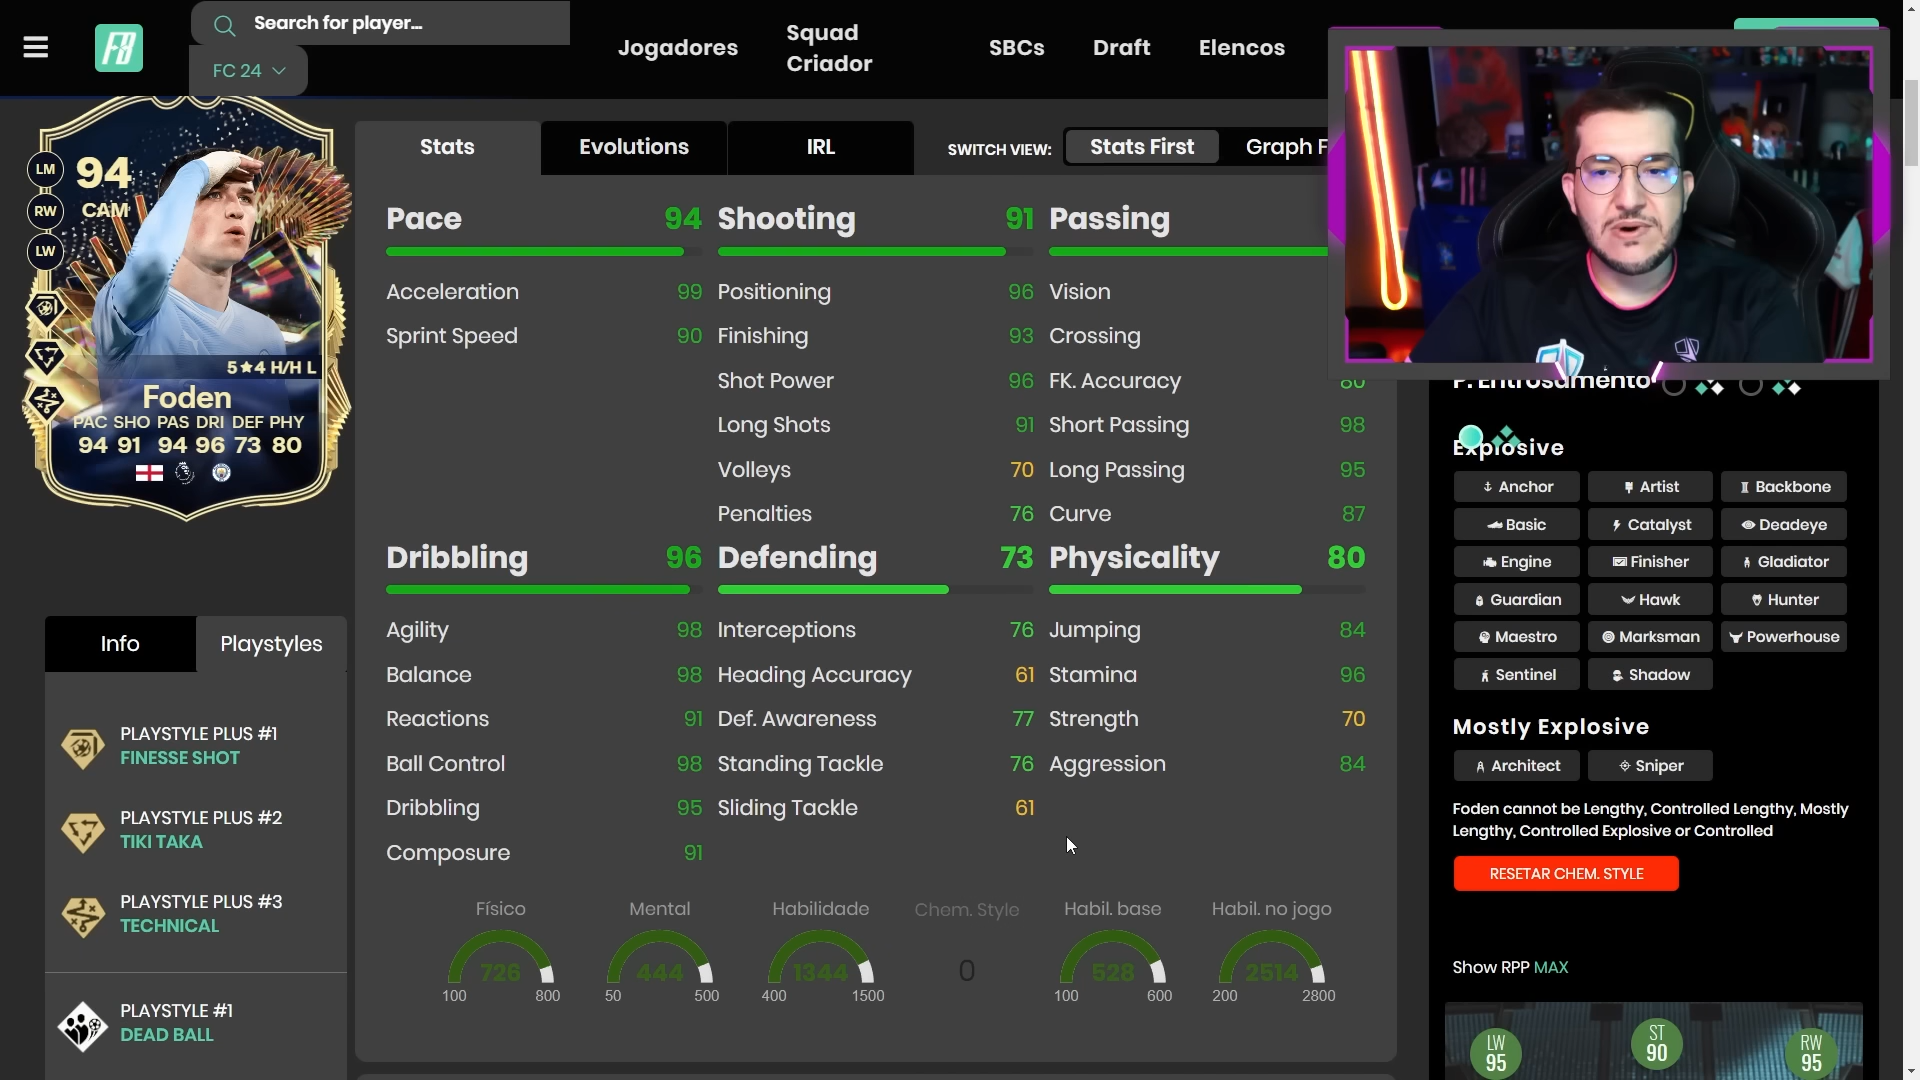 Search for player...
FC 24
Jogadores
Squad
Criador
SBCs
Draft
Elencos
LM
RW
LW
94
CAM
5★4 H/H L
Foden
PAC SHO PAS DRI DEF PHY
94 91 94 96 73 80
Stats
Evolutions
IRL
SWITCH VIEW:
Stats First
Graph F
Pace 94
Acceleration 99
Sprint Speed 90
Shooting 91
Positioning 96
Finishing 93
Shot Power 96
Long Shots 91
Volleys 70
Penalties 76
Passing
Vision
Crossing
FK. Accuracy 80
Short Passing 98
Long Passing 95
Curve 87
Dribbling 96
Agility 98
Balance 98
Reactions 91
Ball Control 98
Dribbling 95
Composure 91
Defending 73
Interceptions 76
Heading Accuracy 61
Def. Awareness 77
Standing Tackle 76
Sliding Tackle 61
Physicality 80
Jumping 84
Stamina 96
Strength 70
Aggression 84
Físico
726
100 800
Mental
444
50 500
Habilidade
1344
400 1500
Chem. Style
0
Habil. base
528
100 600
Habil. no jogo
2514
200 2800
Info
Playstyles
PLAYSTYLE PLUS #1
FINESSE SHOT
PLAYSTYLE PLUS #2
TIKI TAKA
PLAYSTYLE PLUS #3
TECHNICAL
PLAYSTYLE #1
DEAD BALL
P. Entrosamento
Explosive
Anchor Artist Backbone
Basic Catalyst Deadeye
Engine Finisher Gladiator
Guardian Hawk Hunter
Maestro Marksman Powerhouse
Sentinel Shadow
Mostly Explosive
Architect Sniper
Foden cannot be Lengthy, Controlled Lengthy, Mostly
Lengthy, Controlled Explosive or Controlled
RESETAR CHEM. STYLE
Show RPP MAX
LW
95
ST
90
RW
95